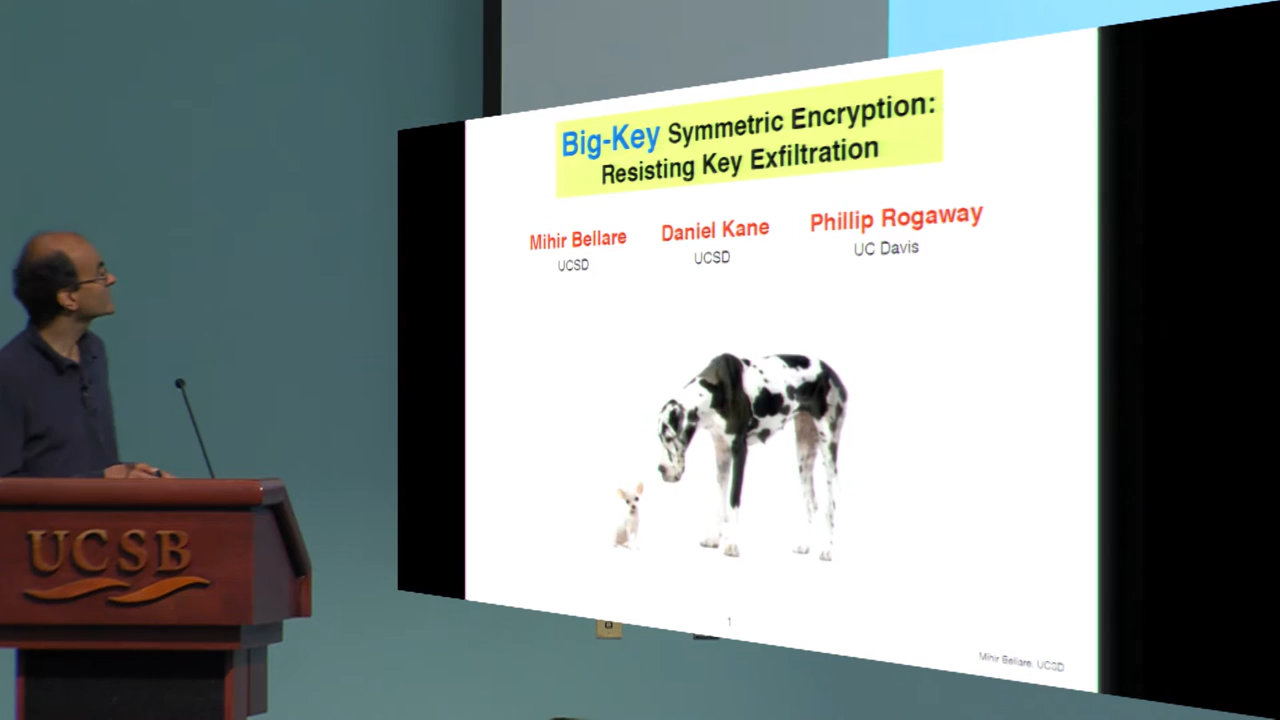 Big-Key Symmetric Encryption:
Resisting Key Exfiltration
Mihir Bellare Daniel Kane Phillip Rogaway
UCSD UCSD UC Davis
UCSB
1
Mihir Bellare, UCSD